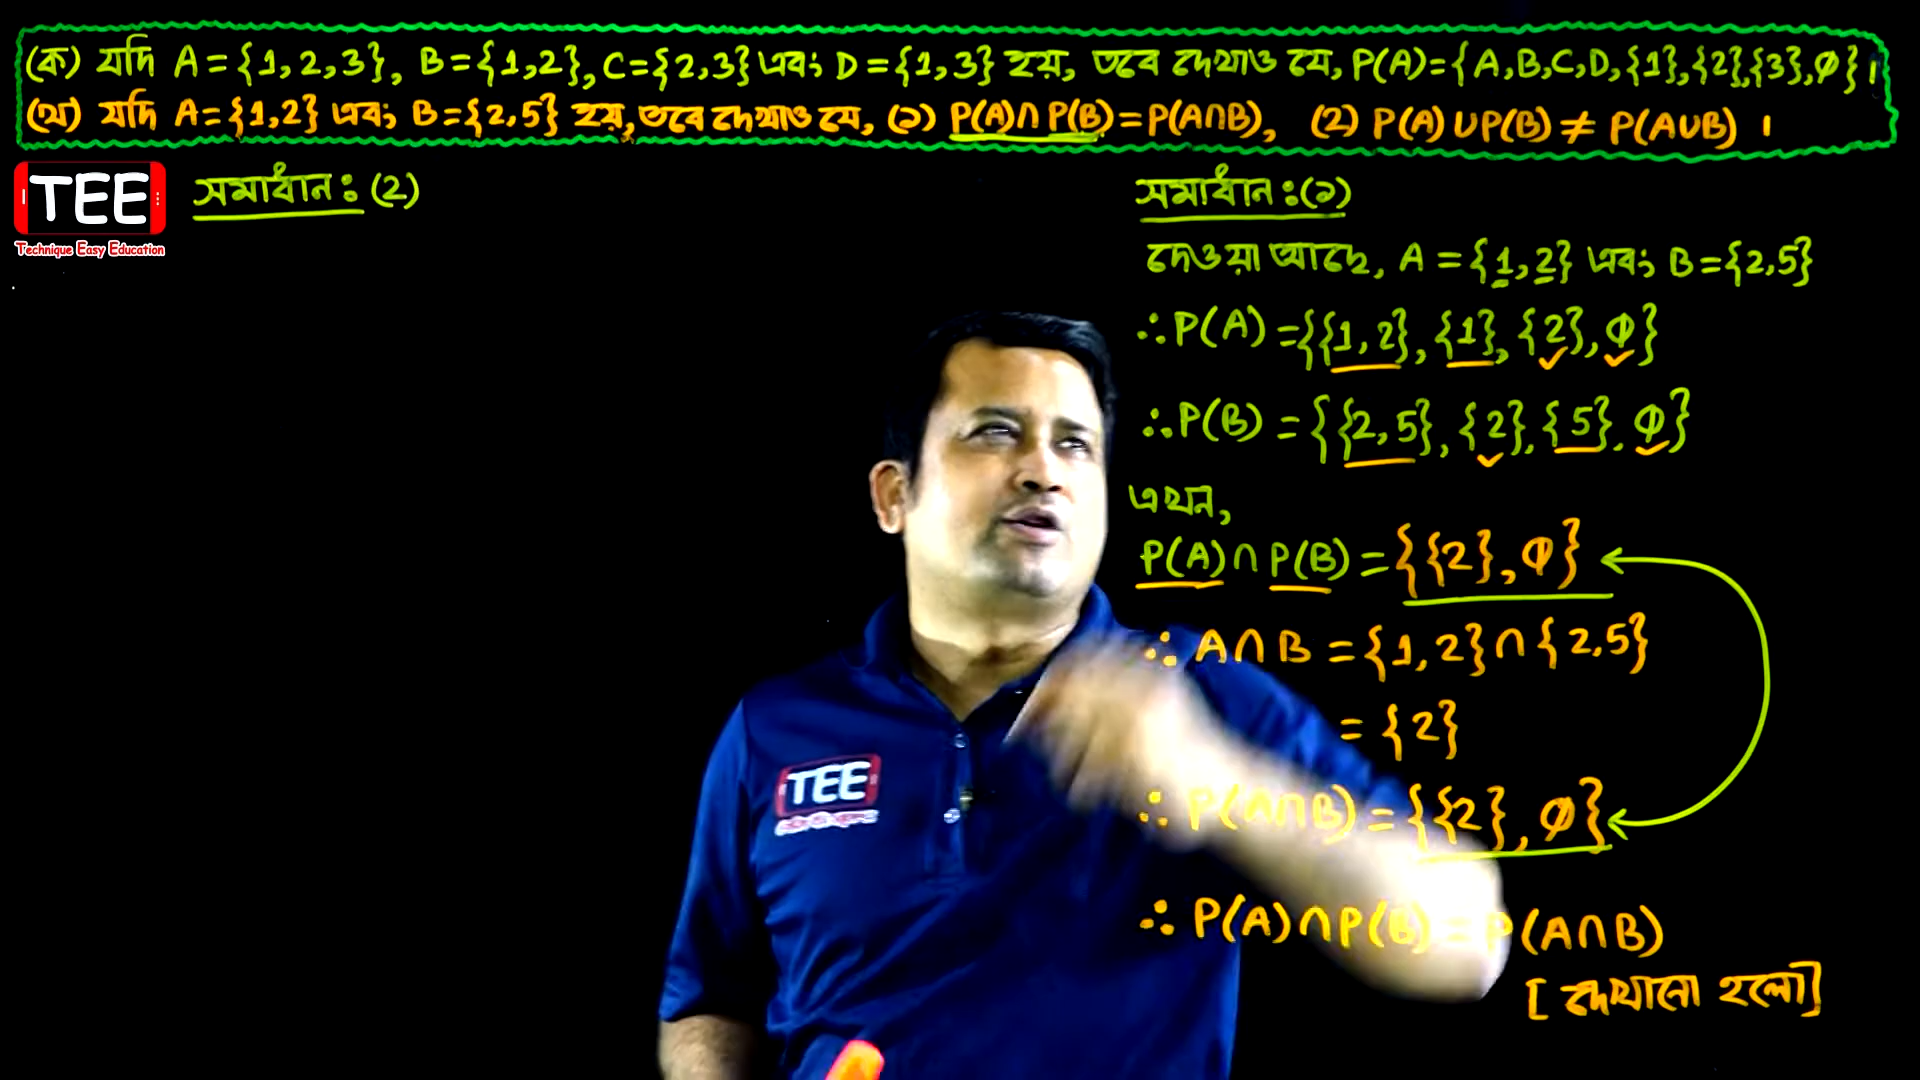 (ক) যদি A={1,2,3}, B={1,2}, C={2,3} এবং D={1,3} হয়, তবে দেখাও যে, P(A)={A,B,C,D,{1},{2},{3},Φ}।
(খ) যদি A={1,2} এবং B={2,5} হয়, তবে দেখাও যে, (১) P(A)∩P(B)=P(A∩B), (2) P(A)∪P(B)≠P(A∪B) ।
TEE
Technique Easy Education
সমাধান: (2)
সমাধান:(১)
দেওয়া আছে, A={1,2} এবং B={2,5}
∴P(A)={{1,2},{1},{2},Φ}
∴P(B)={{2,5},{2},{5},Φ}
এখন,
P(A)∩P(B)={{2},Φ}
∴ A∩B={1,2}∩{2,5}
={2}
∴ P(A∩B)={{2},Φ}
∴ P(A)∩P(B)=P(A∩B)
[দেখানো হলো]
TEE